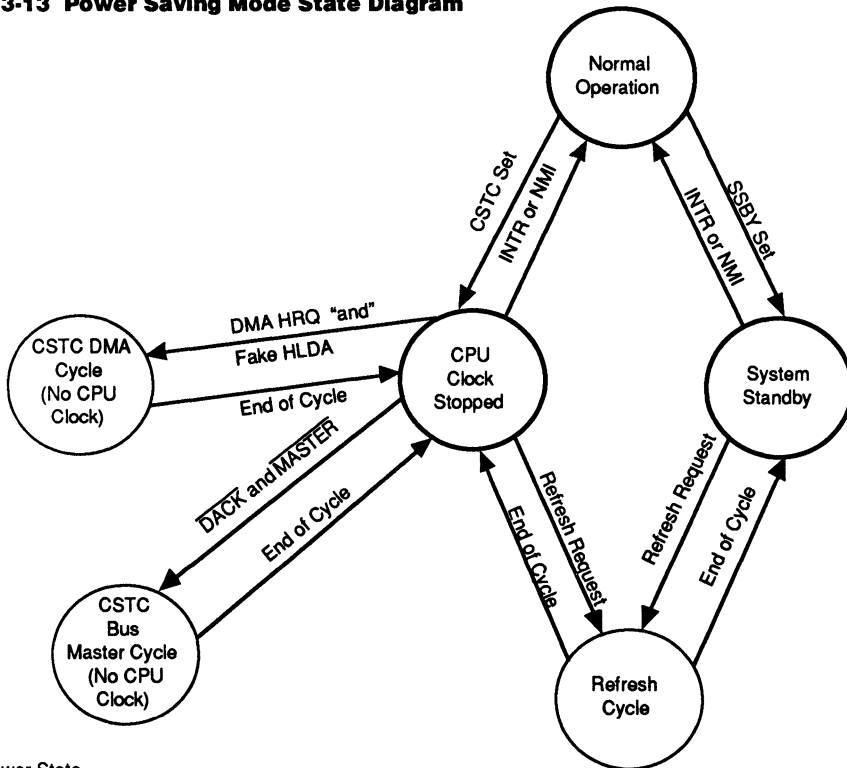 3-13 Power Saving Mode State Diagram
Normal
Operation
CSTC Set
INTR or NMI
INTR or NMI
SSBY Set
DMA HRQ "and"
Fake HLDA
End of Cycle
CSTC DMA
Cycle
(No CPU
Clock)
CPU
Clock
Stopped
System
Standby
DACK and MASTER
End of Cycle
End of Cycle
Refresh Request
Refresh Request
End of Cycle
CSTC
Bus
Master Cycle
(No CPU
Clock)
Refresh
Cycle